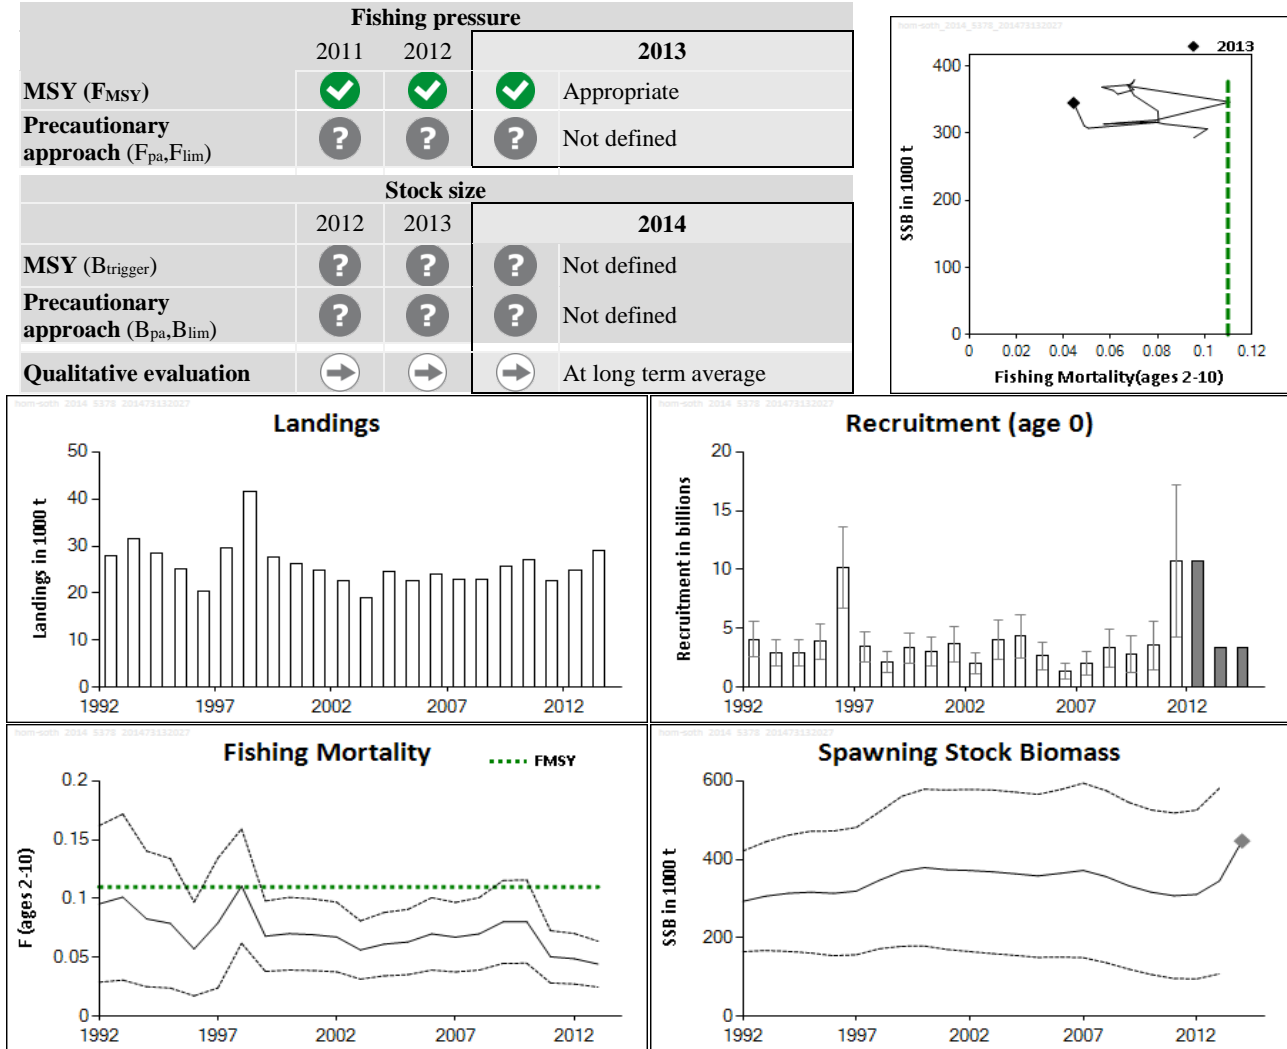 Fishing pressure
2011 2012 2013
MSY (FMSY) Appropriate
Precautionary
approach (Fpa,Flim) Not defined
Stock size
2012 2013 2014
MSY (Btrigger) Not defined
Precautionary
approach (Bpa,Blim) Not defined
Qualitative evaluation At long term average
hom-soth_2014_6378_201473132027
2013
400
300
200
100
0
SSB in 1000 t
0 0.02 0.04 0.06 0.08 0.1 0.12
Fishing Mortality(ages 2-10)
Landings
50
40
30
20
10
0
Landings in 1000 t
1992 1997 2002 2007 2012
Recruitment (age 0)
20
15
10
5
0
Recruitment in billions
1992 1997 2002 2007 2012
Fishing Mortality
FMSY
0.2
0.15
0.1
0.05
0
F (ages 2-10)
1992 1997 2002 2007 2012
Spawning Stock Biomass
600
400
200
0
SSB in 1000 t
1992 1997 2002 2007 2012